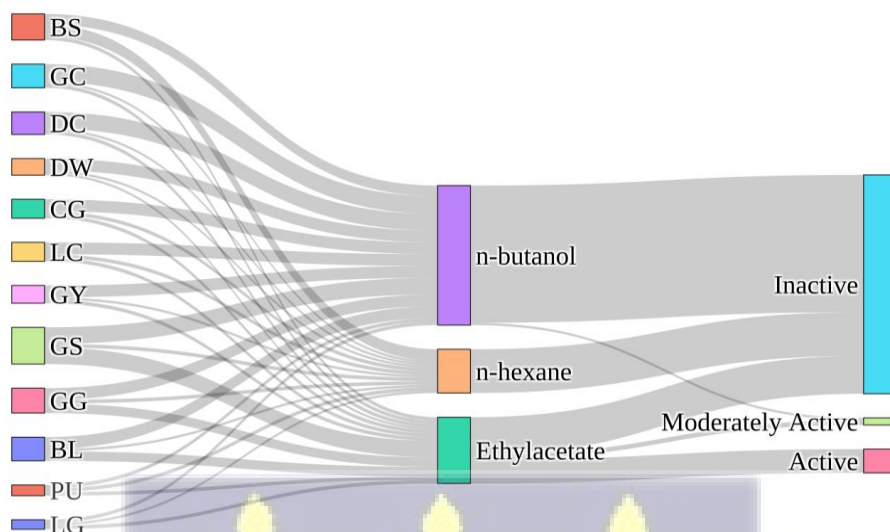 BS
GC
DC
DW
CG
LC
GY
GS
GG
BL
PU
LG
n-butanol
n-hexane
Ethylacetate
Inactive
Moderately Active
Active